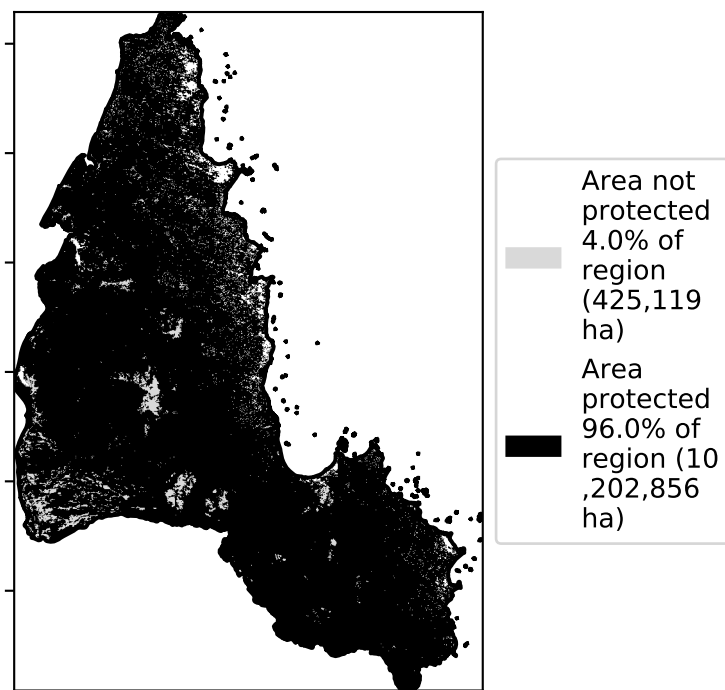 Area not
protected
4.0% of
region
(425,119
ha)
Area
protected
96.0% of
region (10
,202,856
ha)